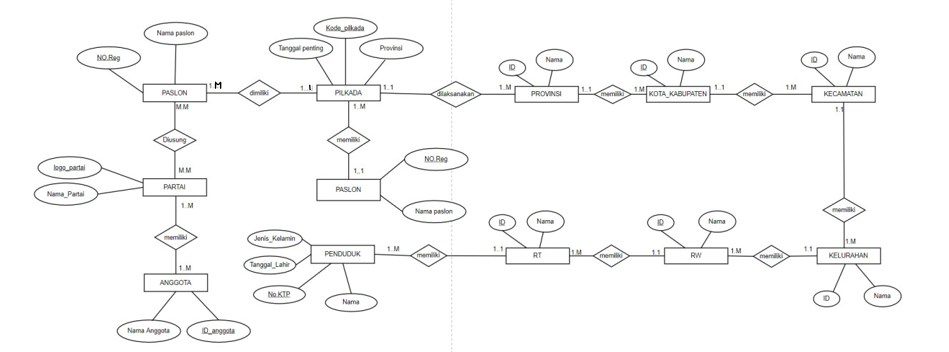 Kode_pilkada
Nama paslon
NO.Reg
Tanggal penting
Provinsi
ID
Nama
ID
Nama
ID
Nama
PASLON
1.M
dimiliki
PILKADA
1..1
dilaksanakan
1..M
PROVINSI
1..1
memiliki
1.M
KOTA_KABUPATEN
1..1
memiliki
1.M
KECAMATAN
M.M
1..M
1.1
Diusung
memiliki
NO.Reg
logo_partai
M.M
1..1
Nama_Partai
PARTAI
PASLON
1..M
Nama paslon
memiliki
memiliki
Jenis_Kelamin
ID
Nama
ID
Nama
1..M
Tanggal_Lahir
PENDUDUK
1..M
memiliki
1..1
RT
1.M
memiliki
1.1
RW
1.M
memiliki
1.1
KELURAHAN
1.M
ANGGOTA
No.KTP
Nama
ID
Nama
Nama Anggota
ID_anggota